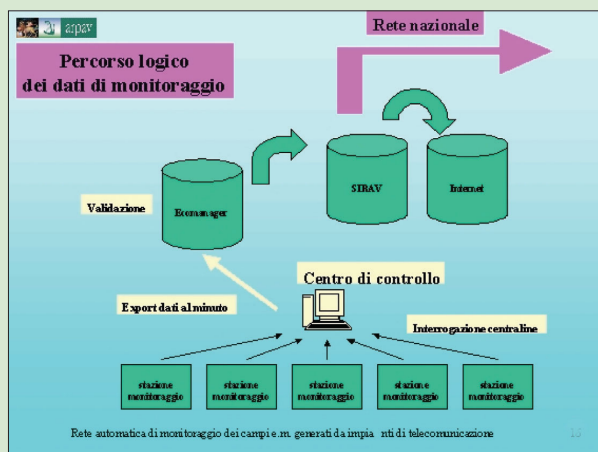 arpav
Rete nazionale
Percorso logico
dei dati di monitoraggio
SIRAV
Internet
Ecomanager
Validazione
Centro di controllo
Export dati al minuto
Interrogazione centraline
stazione
monitoraggio
stazione
monitoraggio
stazione
monitoraggio
stazione
monitoraggio
stazione
monitoraggio
Rete automatica di monitoraggio dei campi e.m. generati da impia nti di telecomunicazione